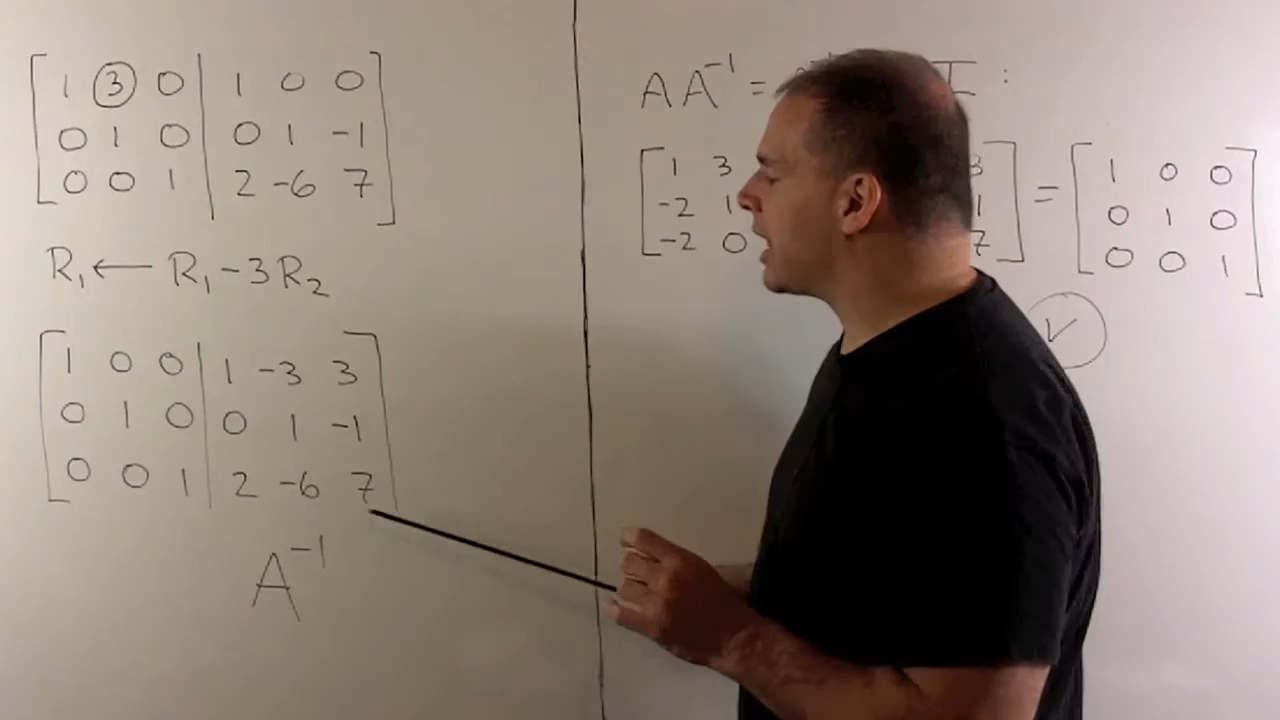 1 3 0 | 1 0 0
0 1 0 | 0 1 -1
0 0 1 | 2 -6 7
R₁ ← R₁ - 3R₂
1 0 0 | 1 -3 3
0 1 0 | 0 1 -1
0 0 1 | 2 -6 7
A⁻¹
AA⁻¹ = I :
1 3 3 = 1 0 0
-2 1 1 0 1 0
-2 0 7 0 0 1
✓